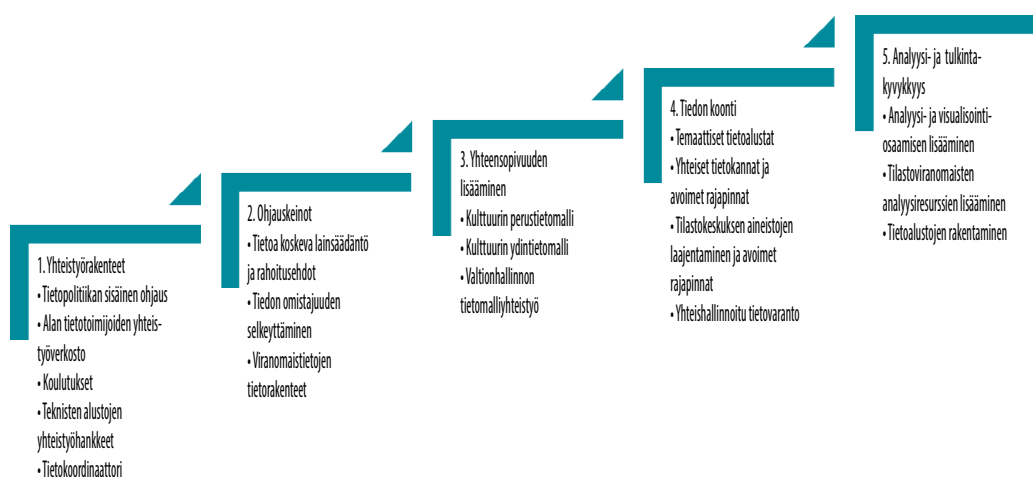 1. Yhteistyörakenteet
• Tietopolitiikan sisäinen ohjaus
• Alan tietotoimijoiden yhteis-
työverkosto
• Koulutukset
• Teknisten alustojen
yhteistyöhankkeet
• Tietokoordinaattori
2. Ohjauskeinot
• Tietoa koskeva lainsäädäntö
ja rahoitusehdot
• Tiedon omistajuuden
selkeyttäminen
• Viranomaistietojen
tietorakenteet
3. Yhteensopivuuden
lisääminen
• Kulttuurin perustietomalli
• Kulttuurin ydintietomalli
• Valtionhallinnon
tietomalliyhteistyö
4. Tiedon koonti
• Temaattiset tietoalustat
• Yhteiset tietokannat ja
avoimet rajapinnat
• Tilastokeskuksen aineistojen
laajentaminen ja avoimet
rajapinnat
• Yhteishallinnoitu tietovaranto
5. Analyysi- ja tulkinta-
kyvykkyys
• Analyysi- ja visualisointi-
osaamisen lisääminen
• Tilastoviranomaisten
analyysiresurssien lisääminen
• Tietoalustojen rakentaminen